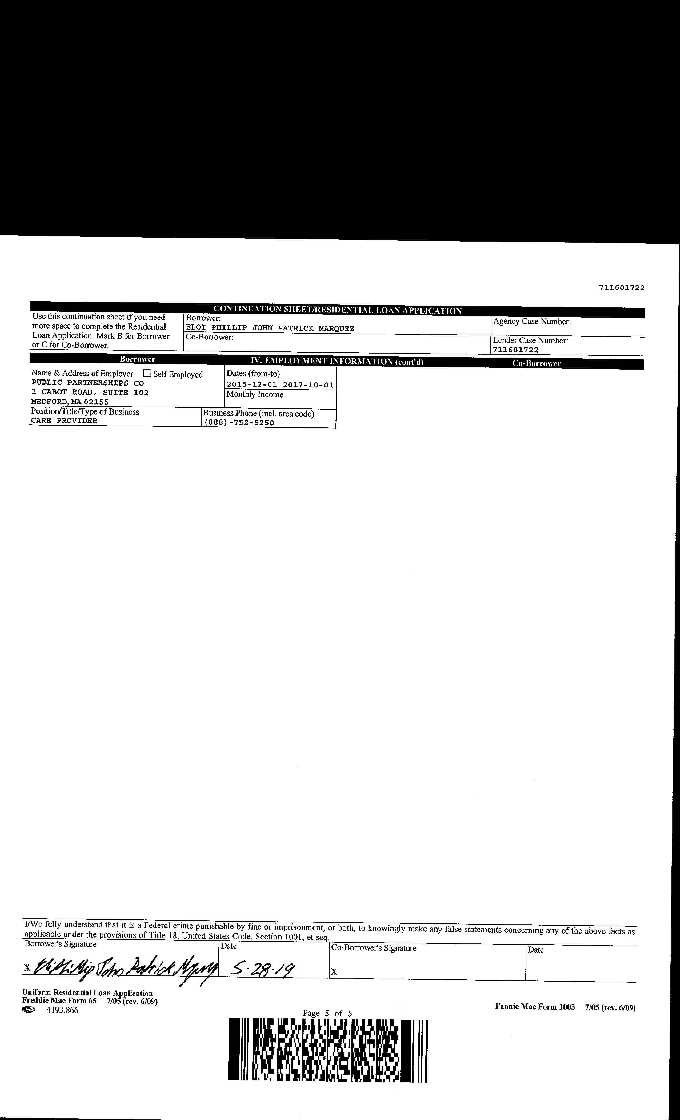 711601722
CONTINUATION SHEET/RESIDENTIAL LOAN APPLICATION
Use this continuation sheet if you need
more space to complete the Residential
Loan Application. Mark B for Borrower
or C for Co-Borrower.
Borrower:
ELOI PHILLIP JOHN PATRICK MARQUEZ
Co-Borrower:
Agency Case Number:
Lender Case Number:
711601722
Borrower IV. EMPLOYMENT INFORMATION (cont'd) Co-Borrower
Name & Address of Employer Self Employed
PUBLIC PARTNERSHIPS CO
1 CABOT ROAD, SUITE 102
MEDFORD, MA 02155
Dates (from-to)
2015-12-01 2017-10-01
Monthly Income
Position/Title/Type of Business
CARE PROVIDER
Business Phone (incl. area code)
(886)-752-8250
I/We fully understand that it is a Federal crime punishable by fine or imprisonment, or both, to knowingly make any false statements concerning any of the above facts as
applicable under the provisions of Title 18, United States Code, Section 1001, et seq.
Borrower's Signature Date Co-Borrower's Signature Date
X Phillip John Patrick 5-28-19 X
Uniform Residential Loan Application
Freddie Mac Form 65 7/05 (rev. 6/09)
Fannie Mae Form 1003 7/05 (rev. 6/09)
Page 5 of 5